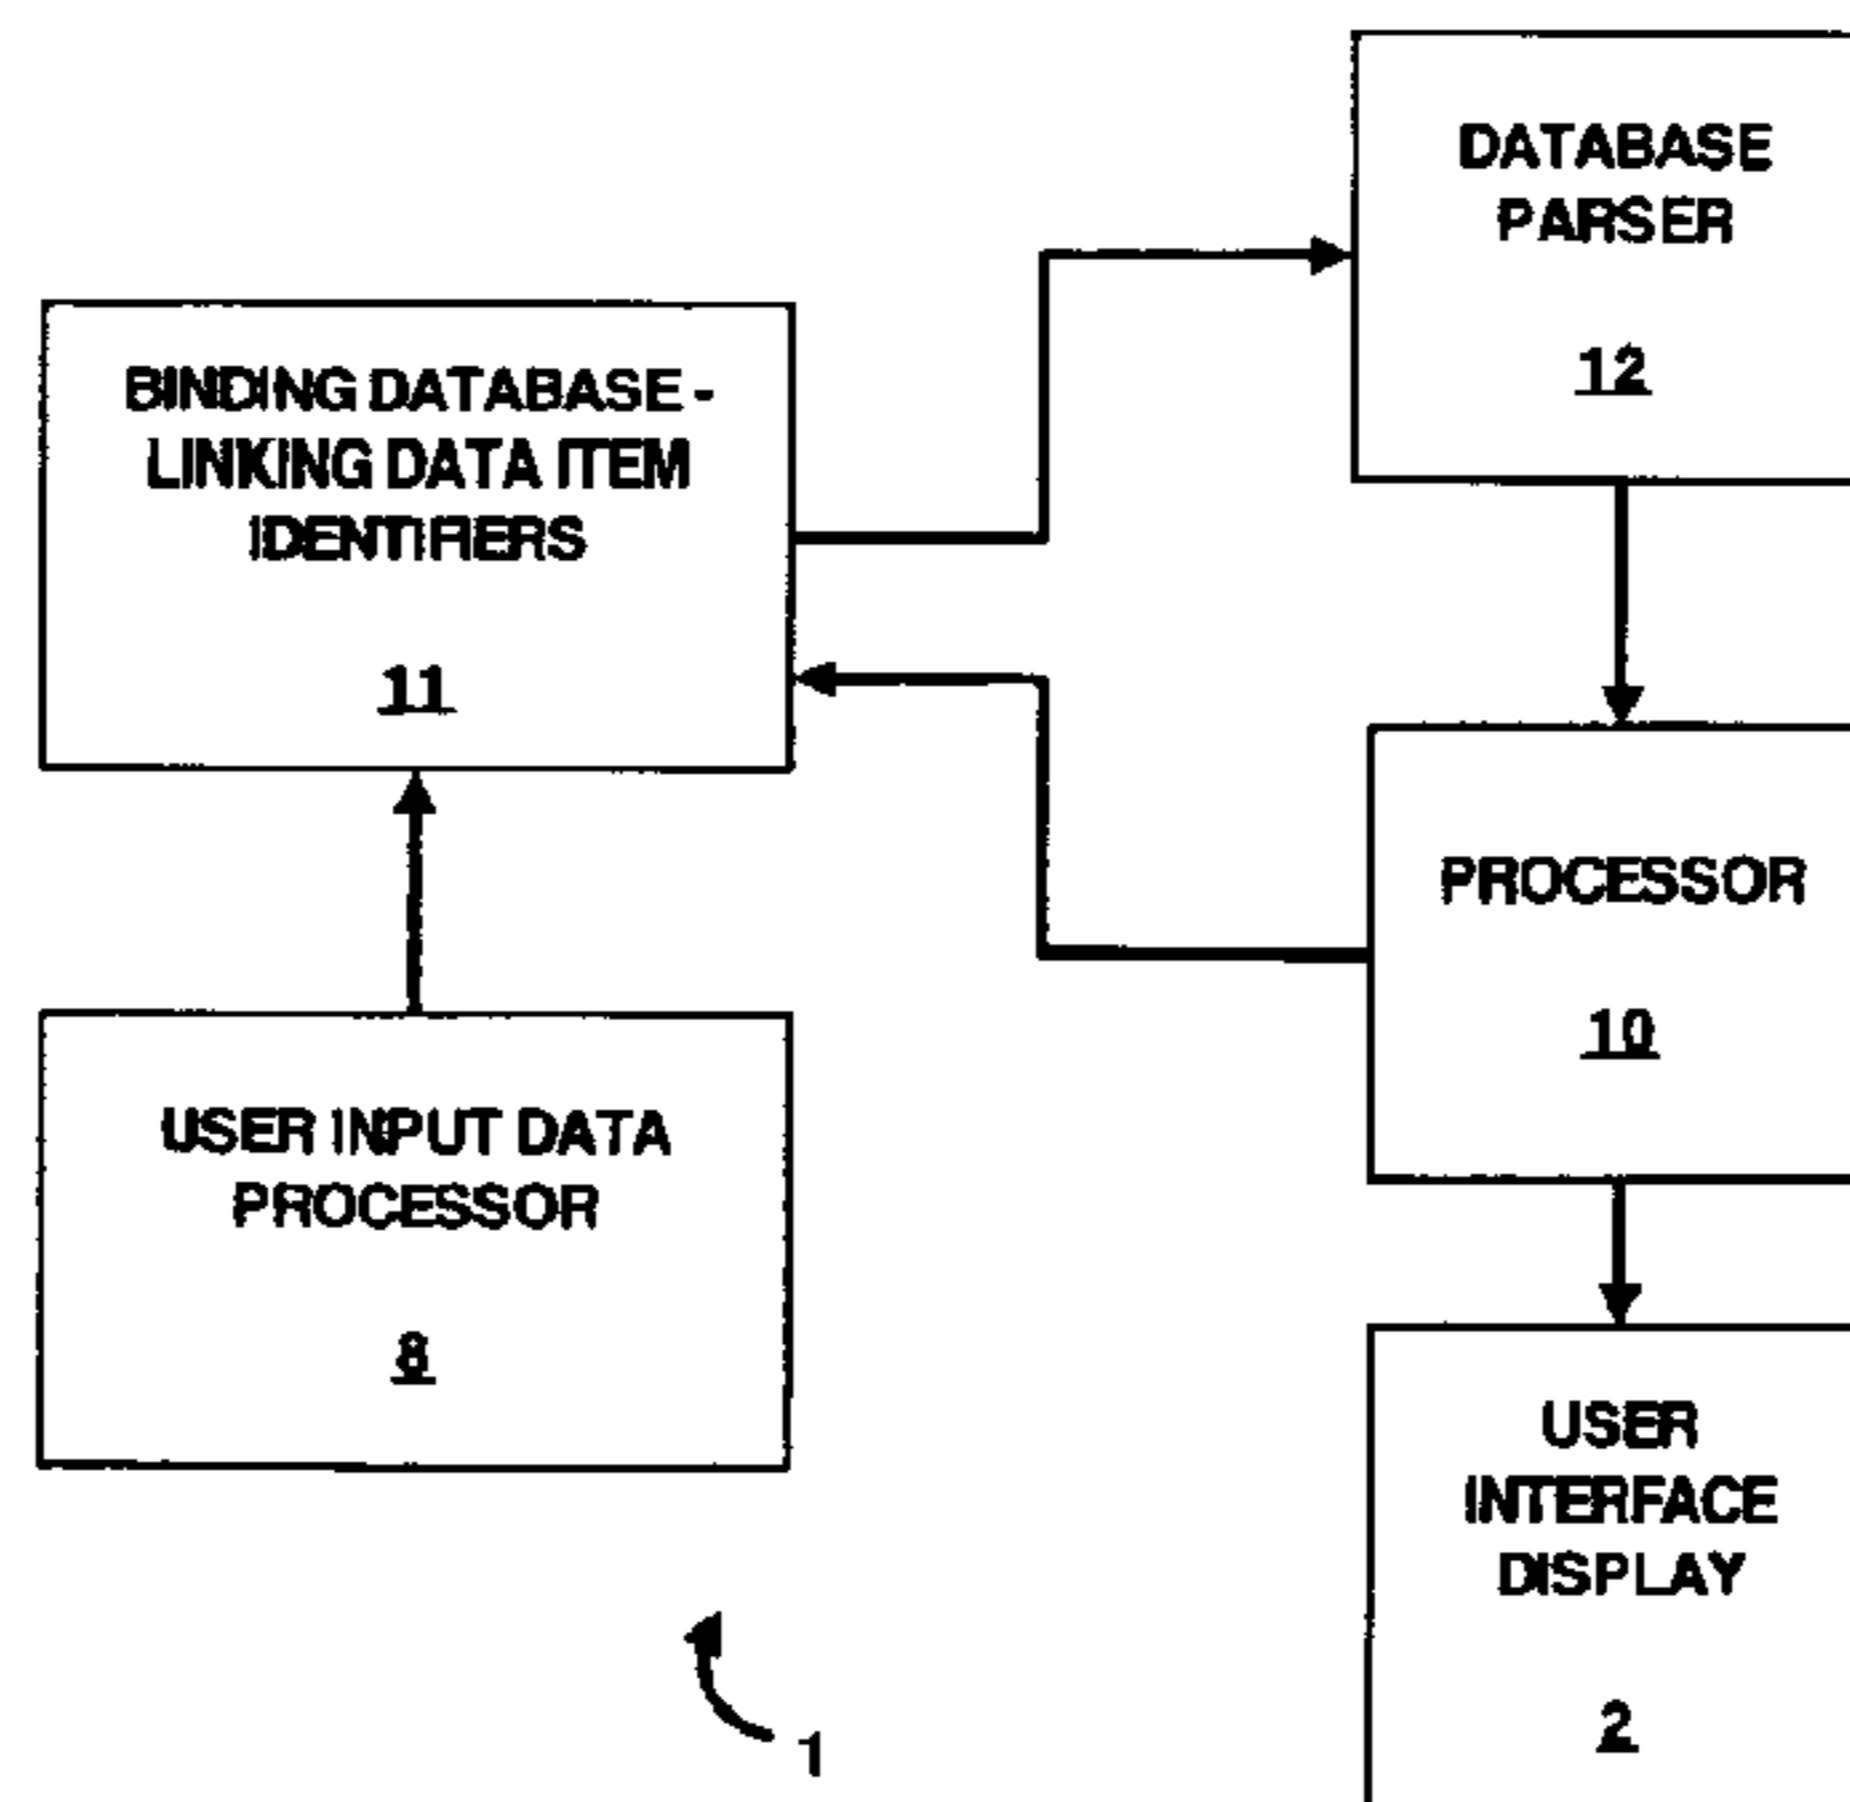 DATABASE
PARSER
12
BINDING DATABASE -
LINKING DATA ITEM
IDENTIFIERS
11
PROCESSOR
10
USER INPUT DATA
PROCESSOR
8
USER
INTERFACE
DISPLAY
2
1